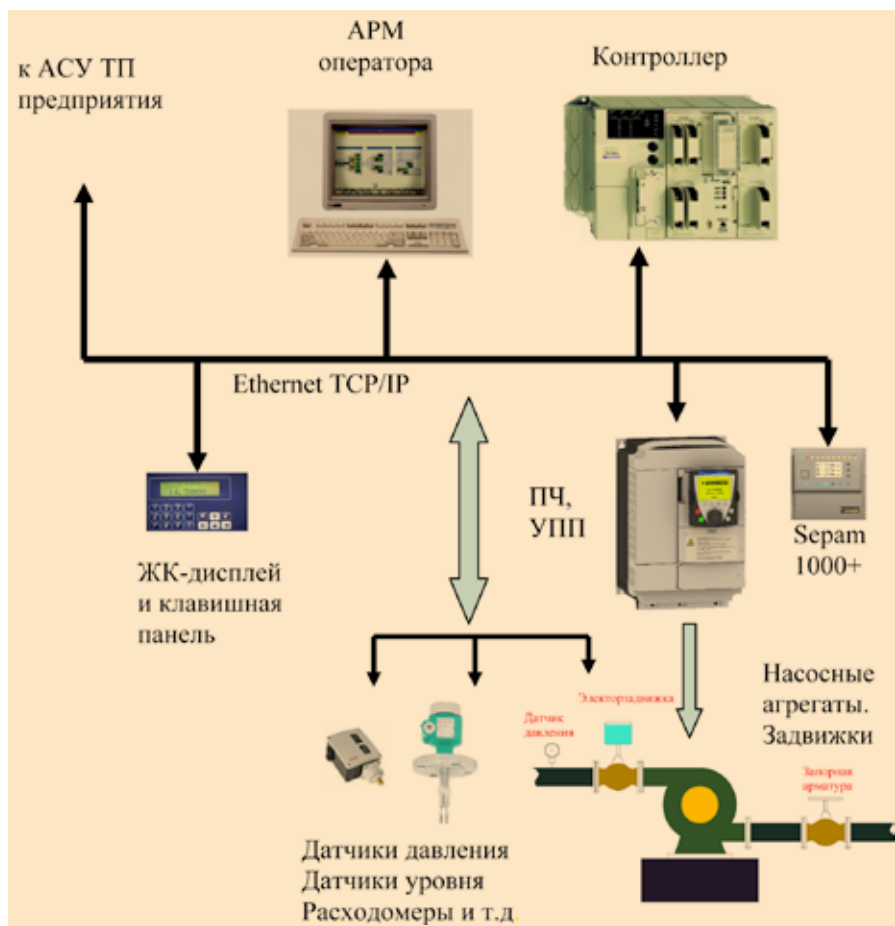 АРМ
оператора
к АСУ ТП
предприятия
Контроллер
Ethernet TCP/IP
ЖК-дисплей
и клавишная
панель
ПЧ,
УПП
Sepam
1000+
Насосные
агрегаты.
Задвижки
Электорзадвижка
Датчик
давления
Запорная
арматура
Датчики давления
Датчики уровня
Расходомеры и т.д.